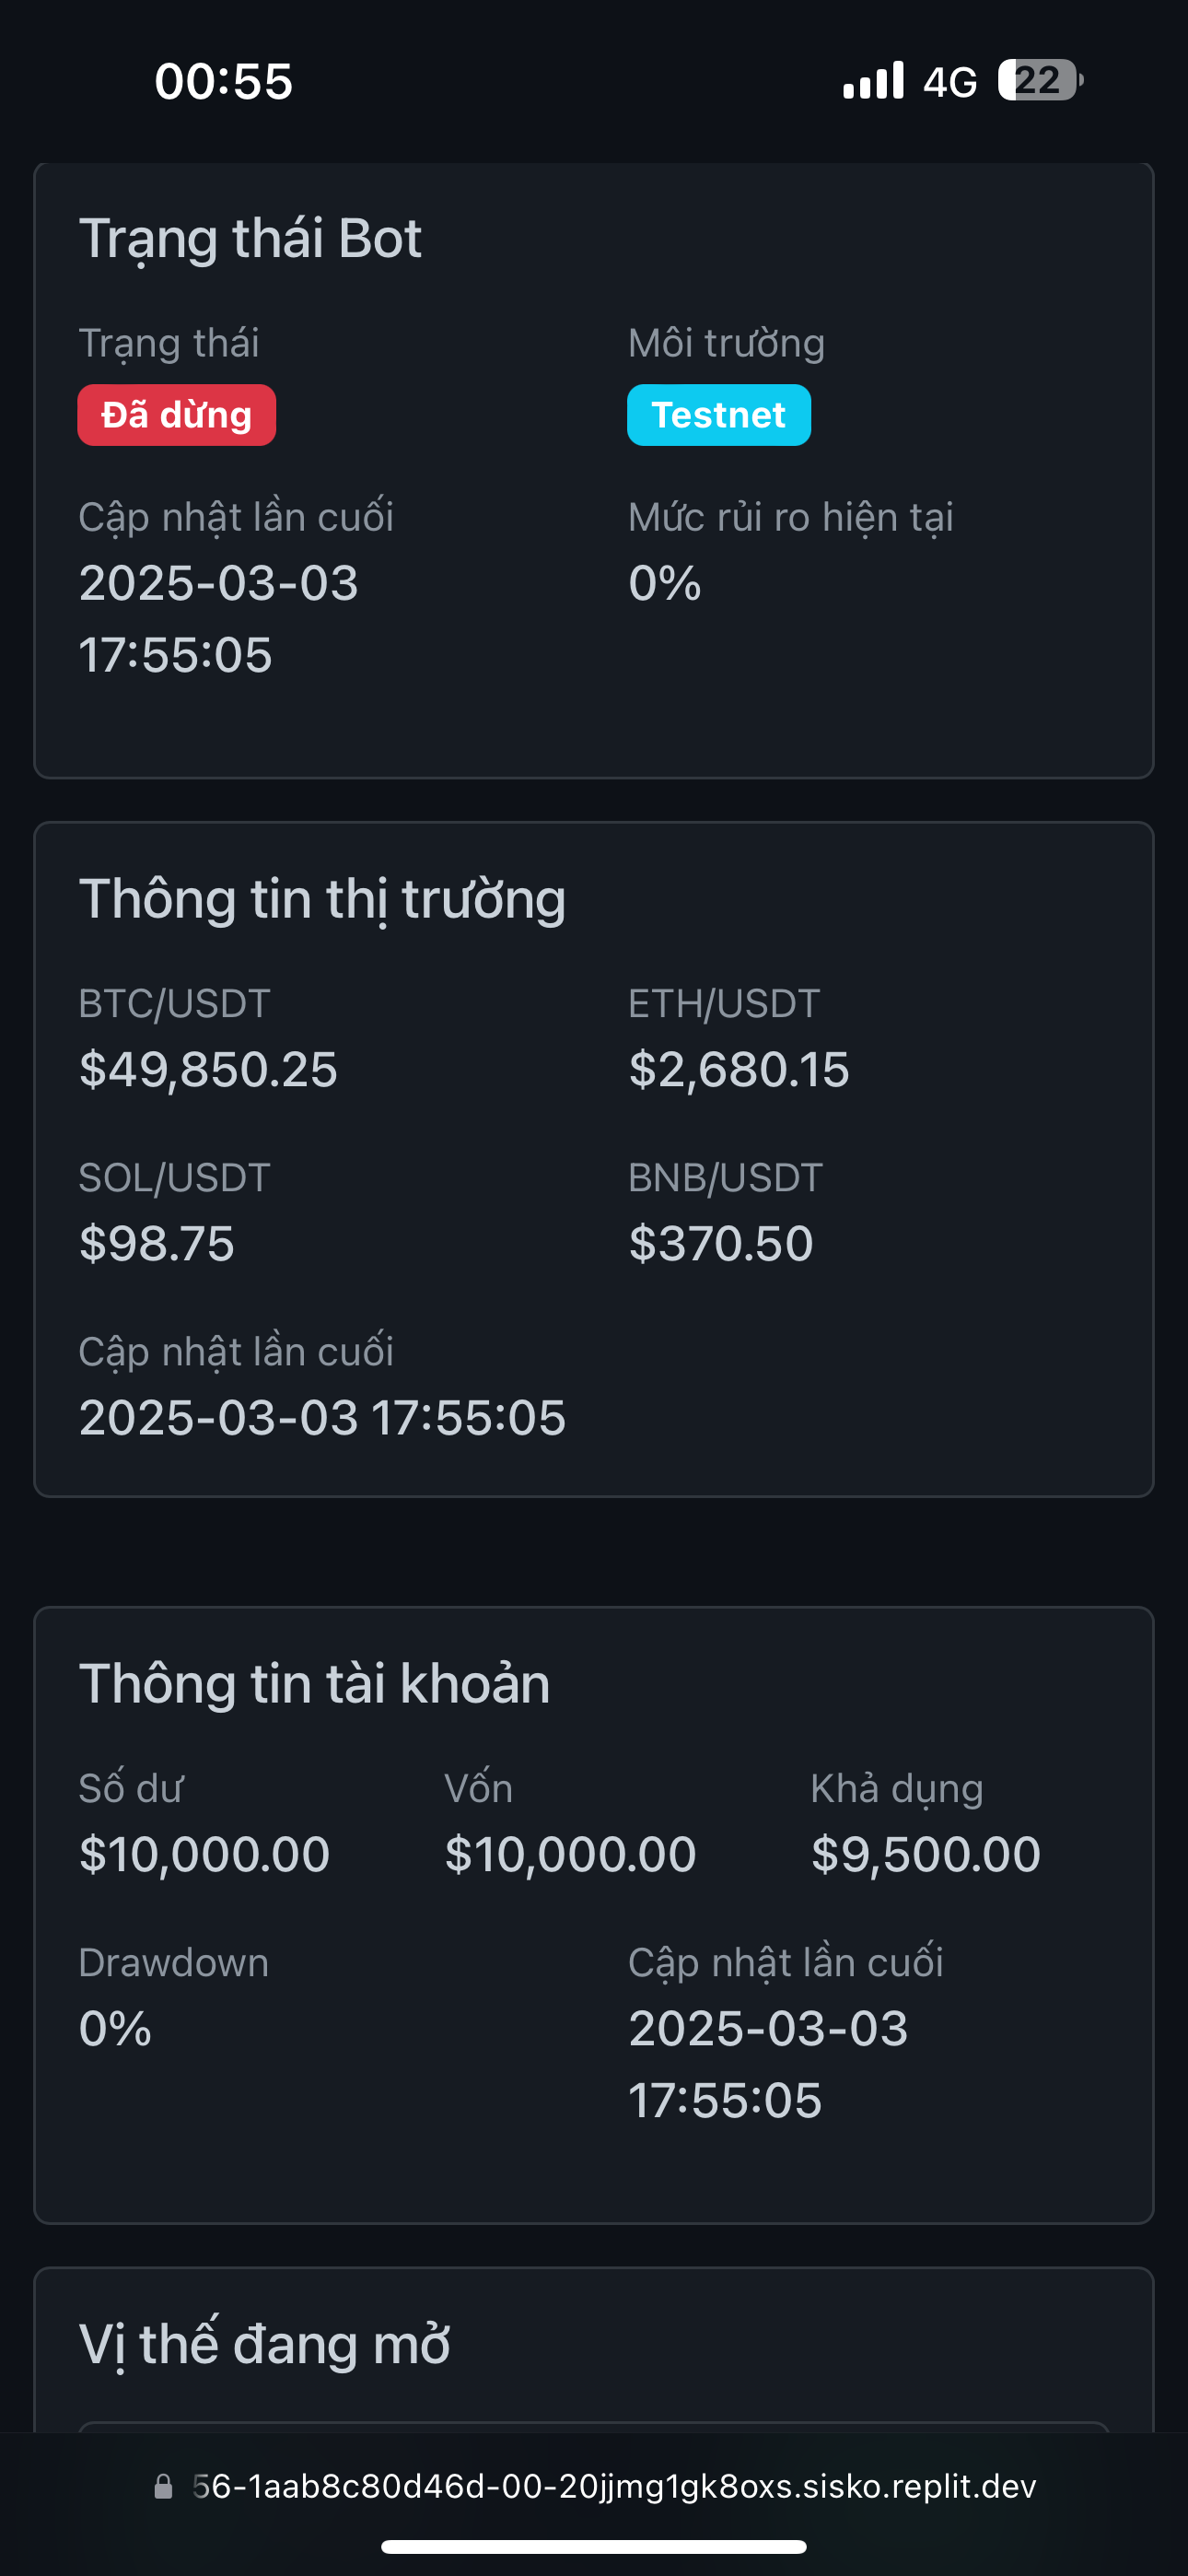 00:55
4G 22
Trạng thái Bot
Trạng thái
Môi trường
Đã dừng
Testnet
Cập nhật lần cuối
Mức rủi ro hiện tại
2025-03-03
0%
17:55:05
Thông tin thị trường
BTC/USDT
ETH/USDT
$49,850.25
$2,680.15
SOL/USDT
BNB/USDT
$98.75
$370.50
Cập nhật lần cuối
2025-03-03 17:55:05
Thông tin tài khoản
Số dư
Vốn
Khả dụng
$10,000.00
$10,000.00
$9,500.00
Drawdown
Cập nhật lần cuối
0%
2025-03-03
17:55:05
Vị thế đang mở
56-1aab8c80d46d-00-20jjmg1gk8oxs.sisko.replit.dev